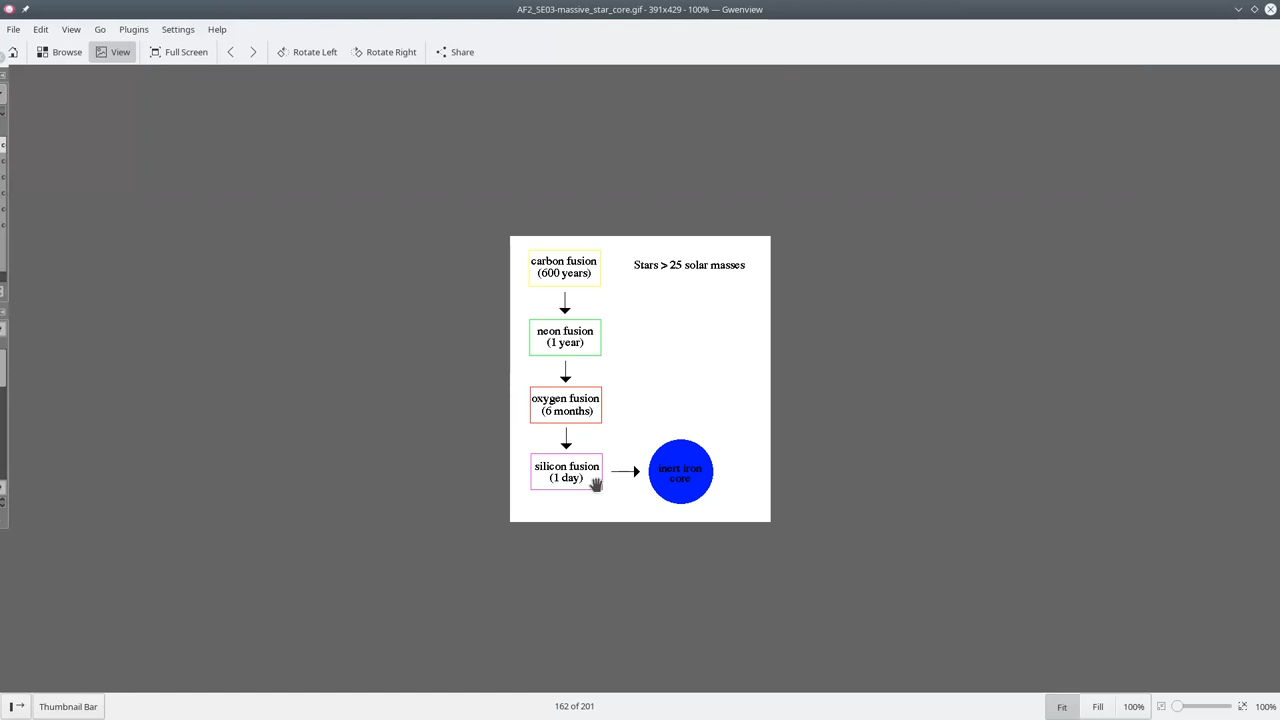 AF2_SE03-massive_star_core.gif - 391x429 - 100% — Gwenview
File Edit View Go Plugins Settings Help
Browse View Full Screen Rotate Left Rotate Right Share
carbon fusion
(600 years)
Stars > 25 solar masses
neon fusion
(1 year)
oxygen fusion
(6 months)
silicon fusion
(1 day)
inert iron
core
Thumbnail Bar 162 of 201 Fit Fill 100% 100%